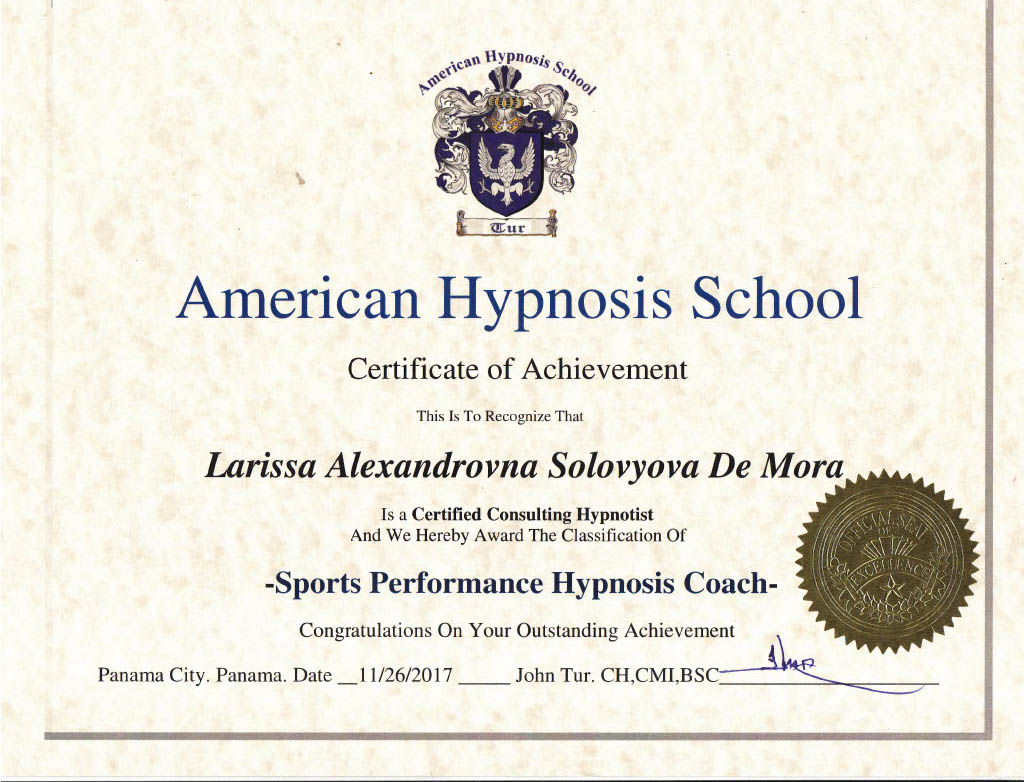 American Hypnosis School
Tur
American Hypnosis School
Certificate of Achievement
This Is To Recognize That
Larissa Alexandrovna Solovyova De Mora
Is a Certified Consulting Hypnotist
And We Hereby Award The Classification Of
-Sports Performance Hypnosis Coach-
OFFICIAL SEAL
EXCELLENCE
Congratulations On Your Outstanding Achievement
Panama City. Panama. Date __11/26/2017 _____ John Tur. CH,CMI,BSC